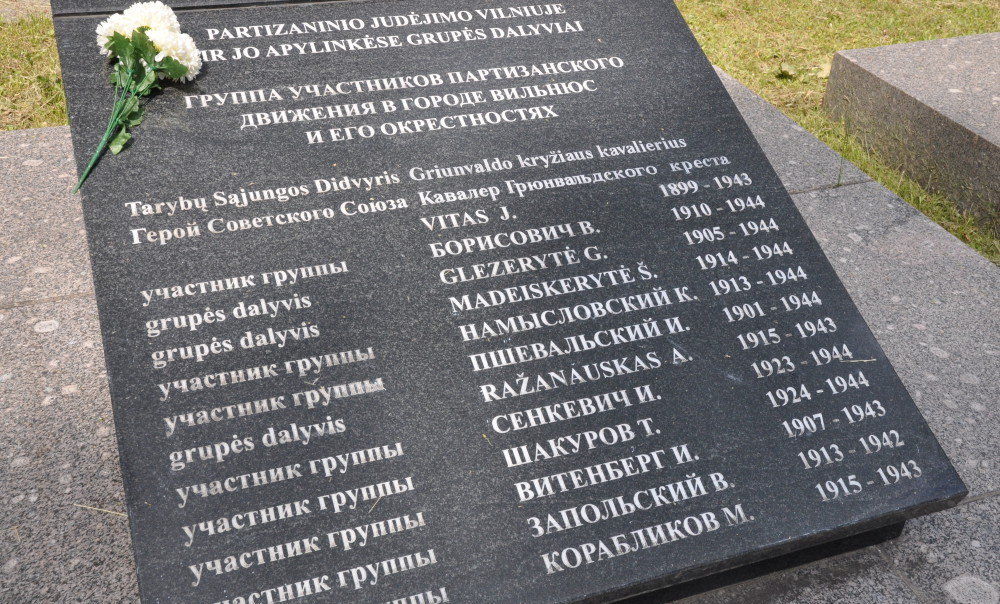 PARTIZANINIO JUDĖJIMO VILNIUJE
IR JO APYLINKĖSE GRUPĖS DALYVIAI
ГРУППА УЧАСТНИКОВ ПАРТИЗАНСКОГО
ДВИЖЕНИЯ В ГОРОДЕ ВИЛЬНЮС
И ЕГО ОКРЕСТНОСТЯХ
Tarybų Sąjungos Didvyris Griunvaldo kryžiaus kavalierius
Герой Советского Союза Кавалер Грюнвальдского креста
VITAS J. 1899 - 1943
участник группы БОРИСОВИЧ В. 1910 - 1944
grupės dalyvis GLEZERYTĖ G. 1905 - 1944
grupės dalyvis MADEISKERYTĖ Š. 1914 - 1944
участник группы НАМЫСЛОВСКИЙ К. 1913 - 1944
участник группы ПШЕВАЛЬСКИЙ И. 1901 - 1944
grupės dalyvis RAŽANAUSKAS A. 1915 - 1943
участник группы СЕНКЕВИЧ И. 1923 - 1944
участник группы ШАКУРОВ Т. 1924 - 1944
участник группы ВИТЕНБЕРГ И. 1907 - 1943
участник группы ЗАПОЛЬСКИЙ В. 1913 - 1942
группы КОРАБЛИКОВ М. 1915 - 1943